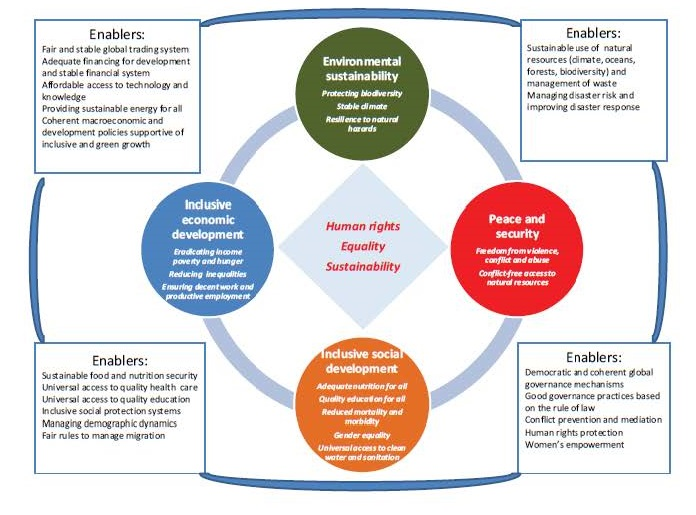 Enablers:
Fair and stable global trading system
Adequate financing for development
and stable financial system
Affordable access to technology and
knowledge
Providing sustainable energy for all
Coherent macroeconomic and
development policies supportive of
inclusive and green growth
Environmental
sustainability
Protecting biodiversity
Stable climate
Resilience to natural
hazards
Enablers:
Sustainable use of natural
resources (climate, oceans,
forests, biodiversity) and
management of waste
Managing disaster risk and
improving disaster response
Inclusive
economic
development
Eradicating income
poverty and hunger
Reducing inequalities
Ensuring decent work and
productive employment
Human rights
Equality
Sustainability
Peace and
security
Freedom from violence,
conflict and abuse
Conflict-free access to
natural resources
Enablers:
Sustainable food and nutrition security
Universal access to quality health care
Universal access to quality education
Inclusive social protection systems
Managing demographic dynamics
Fair rules to manage migration
Inclusive social
development
Adequate nutrition for all
Quality education for all
Reduced mortality and
morbidity
Gender equality
Universal access to clean
water and sanitation
Enablers:
Democratic and coherent global
governance mechanisms
Good governance practices based
on the rule of law
Conflict prevention and mediation
Human rights protection
Women's empowerment